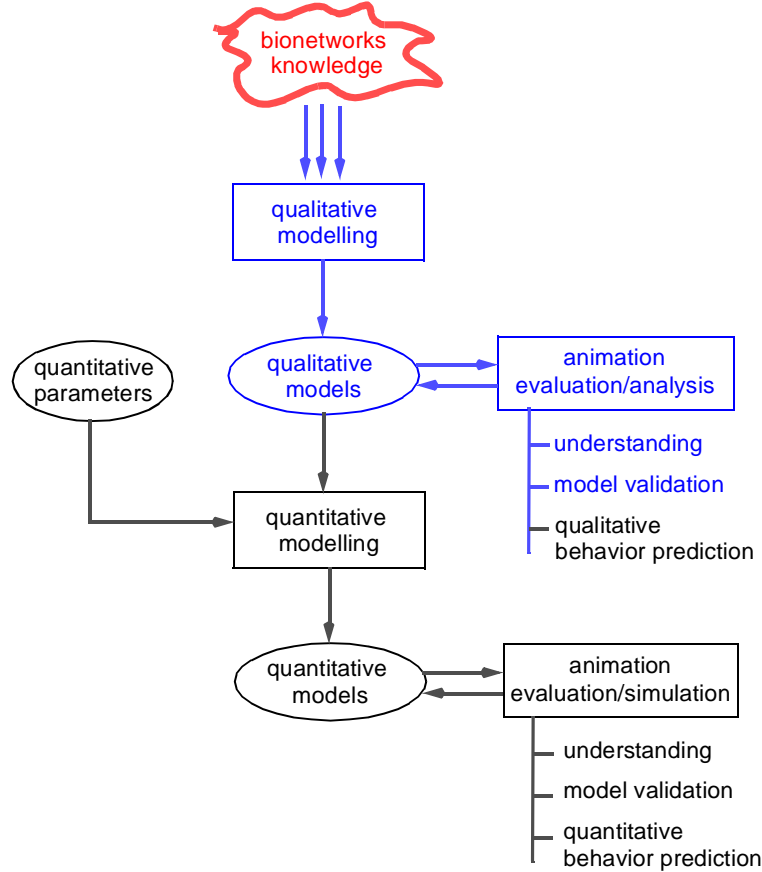 bionetworks
knowledge
qualitative
modelling
quantitative
parameters
qualitative
models
animation
evaluation/analysis
understanding
model validation
qualitative
behavior prediction
quantitative
modelling
quantitative
models
animation
evaluation/simulation
understanding
model validation
quantitative
behavior prediction